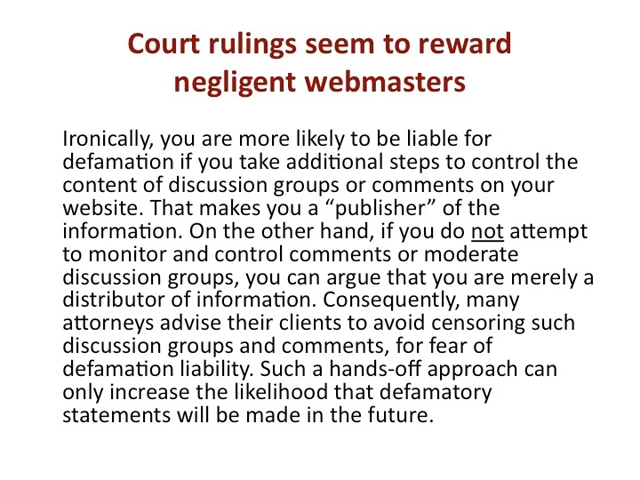 Court rulings seem to reward
negligent webmasters
Ironically, you are more likely to be liable for
defamation if you take additional steps to control the
content of discussion groups or comments on your
website. That makes you a “publisher” of the
information. On the other hand, if you do not attempt
to monitor and control comments or moderate
discussion groups, you can argue that you are merely a
distributor of information. Consequently, many
attorneys advise their clients to avoid censoring such
discussion groups and comments, for fear of
defamation liability. Such a hands-off approach can
only increase the likelihood that defamatory
statements will be made in the future.